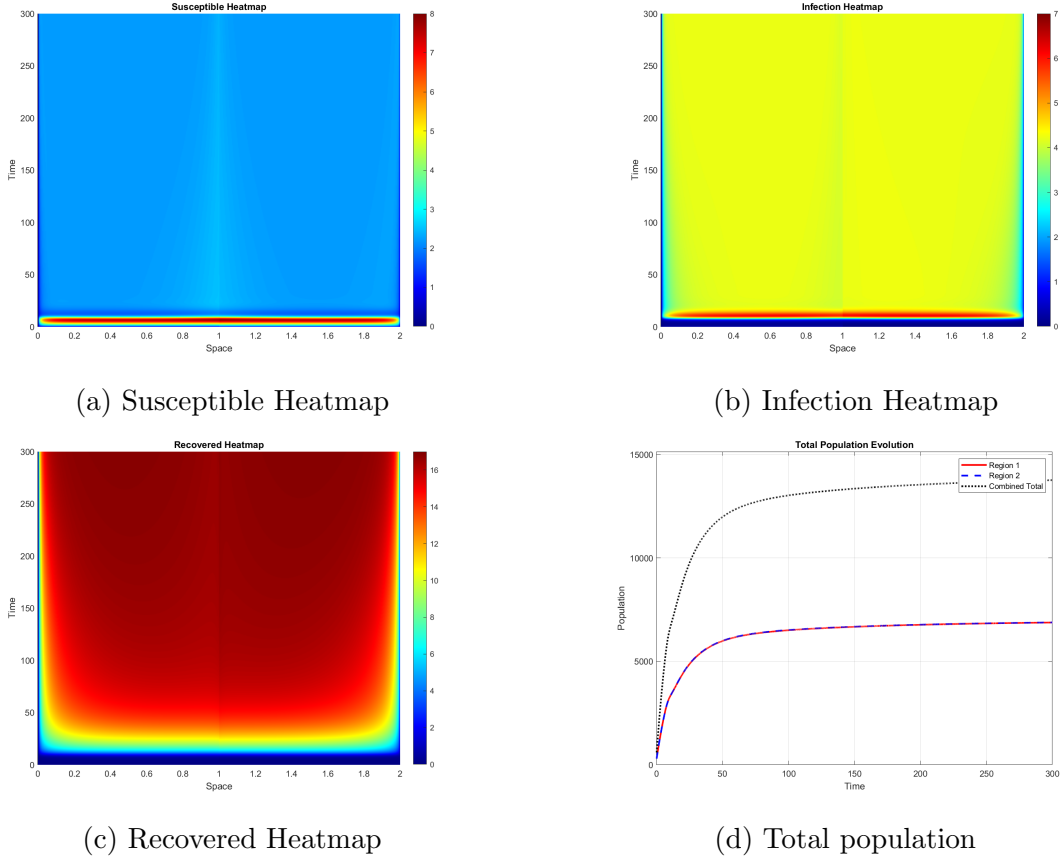 Susceptible Heatmap
300
250
200
150
100
50
0
Time
0 0.2 0.4 0.6 0.8 1 1.2 1.4 1.6 1.8 2
Space
8
7
6
5
4
3
2
1
0
(a) Susceptible Heatmap
Infection Heatmap
300
250
200
150
100
50
0
Time
0 0.2 0.4 0.6 0.8 1 1.2 1.4 1.6 1.8 2
Space
7
6
5
4
3
2
1
0
(b) Infection Heatmap
Recovered Heatmap
300
250
200
150
100
50
0
Time
0 0.2 0.4 0.6 0.8 1 1.2 1.4 1.6 1.8 2
Space
16
14
12
10
8
6
4
2
0
(c) Recovered Heatmap
Total Population Evolution
15000
10000
5000
0
Population
Region 1
Region 2
Combined Total
0 50 100 150 200 250 300
Time
(d) Total population